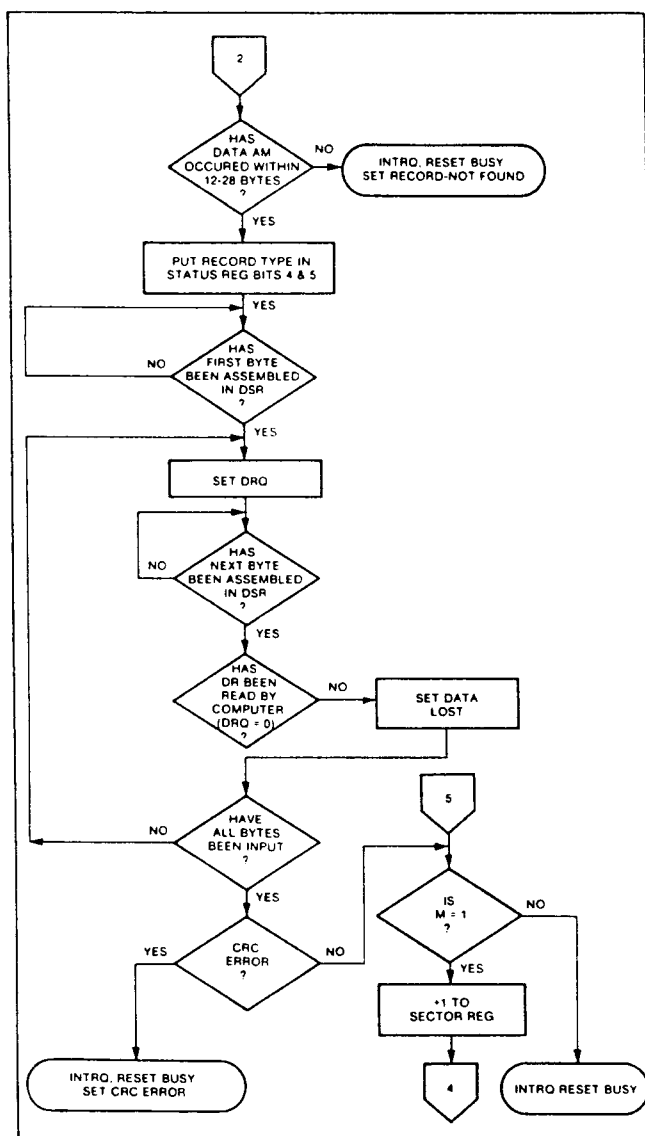 2
HAS
DATA AM
OCCURED WITHIN
12-28 BYTES
?
NO
INTRQ, RESET BUSY
SET RECORD-NOT FOUND
YES
PUT RECORD TYPE IN
STATUS REG BITS 4 & 5
YES
HAS
FIRST BYTE
BEEN ASSEMBLED
IN DSR
?
NO
YES
SET DRQ
HAS
NEXT BYTE
BEEN ASSEMBLED
IN DSR
?
NO
YES
HAS
DR BEEN
READ BY
COMPUTER
(DRQ = 0)
?
NO
SET DATA
LOST
HAVE
ALL BYTES
BEEN INPUT
?
NO
YES
CRC
ERROR
?
YES
NO
INTRQ, RESET BUSY
SET CRC ERROR
5
IS
M = 1
?
NO
YES
+1 TO
SECTOR REG
4
INTRQ RESET BUSY